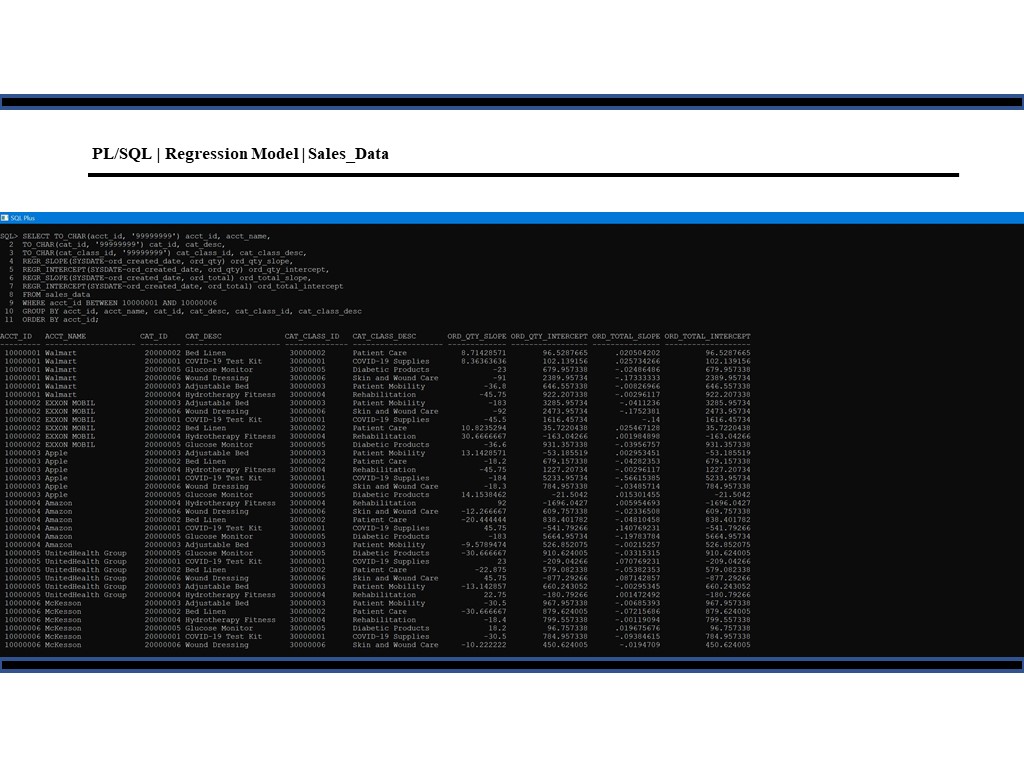 PL/SQL | Regression Model | Sales_Data
SQL Plus
SQL> SELECT TO_CHAR(acct_id, '99999999') acct_id, acct_name,
2 TO_CHAR(cat_id, '99999999') cat_id, cat_desc,
3 TO_CHAR(cat_class_id, '99999999') cat_class_id, cat_class_desc,
4 REGR_SLOPE(SYSDATE-ord_created_date, ord_qty) ord_qty_slope,
5 REGR_INTERCEPT(SYSDATE-ord_created_date, ord_qty) ord_qty_intercept,
6 REGR_SLOPE(SYSDATE-ord_created_date, ord_total) ord_total_slope,
7 REGR_INTERCEPT(SYSDATE-ord_created_date, ord_total) ord_total_intercept
8 FROM sales_data
9 WHERE acct_id BETWEEN 10000001 AND 10000006
10 GROUP BY acct_id, acct_name, cat_id, cat_desc, cat_class_id, cat_class_desc
11 ORDER BY acct_id;
ACCT_ID ACCT_NAME CAT_ID CAT_DESC CAT_CLASS_ID CAT_CLASS_DESC ORD_QTY_SLOPE ORD_QTY_INTERCEPT ORD_TOTAL_SLOPE ORD_TOTAL_INTERCEPT
10000001 Walmart 20000002 Bed Linen 30000002 Patient Care 8.71428571 96.5287665 .020504202 96.5287665
10000001 Walmart 20000001 COVID-19 Test Kit 30000001 COVID-19 Supplies 8.36363636 102.139156 .025734266 102.139156
10000001 Walmart 20000005 Glucose Monitor 30000005 Diabetic Products -23 679.957338 -.02486486 679.957338
10000001 Walmart 20000006 Wound Dressing 30000006 Skin and Wound Care -91 2389.95734 -.17333333 2389.95734
10000001 Walmart 20000003 Adjustable Bed 30000003 Patient Mobility -36.8 646.557338 -.00826966 646.557338
10000001 Walmart 20000004 Hydrotherapy Fitness 30000004 Rehabilitation -45.75 922.207338 -.00296117 922.207338
10000002 EXXON MOBIL 20000003 Adjustable Bed 30000003 Patient Mobility -183 3285.95734 -.0411236 3285.95734
10000002 EXXON MOBIL 20000006 Wound Dressing 30000006 Skin and Wound Care -92 2473.95734 -.1752381 2473.95734
10000002 EXXON MOBIL 20000001 COVID-19 Test Kit 30000001 COVID-19 Supplies -45.5 1616.45734 -.14 1616.45734
10000002 EXXON MOBIL 20000002 Bed Linen 30000002 Patient Care 10.8235294 35.7220438 .025467128 35.7220438
10000002 EXXON MOBIL 20000004 Hydrotherapy Fitness 30000004 Rehabilitation 30.6666667 -163.04266 .001984898 -163.04266
10000002 EXXON MOBIL 20000005 Glucose Monitor 30000005 Diabetic Products -36.6 931.357338 -.03956757 931.357338
10000003 Apple 20000003 Adjustable Bed 30000003 Patient Mobility 13.1428571 -53.185519 .002953451 -53.185519
10000003 Apple 20000002 Bed Linen 30000002 Patient Care -18.2 679.157338 -.04282353 679.157338
10000003 Apple 20000004 Hydrotherapy Fitness 30000004 Rehabilitation -45.75 1227.20734 -.00296117 1227.20734
10000003 Apple 20000001 COVID-19 Test Kit 30000001 COVID-19 Supplies -184 5233.95734 -.56615385 5233.95734
10000003 Apple 20000006 Wound Dressing 30000006 Skin and Wound Care -18.3 784.957338 -.03485714 784.957338
10000003 Apple 20000005 Glucose Monitor 30000005 Diabetic Products 14.1538462 -21.5042 .015301455 -21.5042
10000004 Amazon 20000004 Hydrotherapy Fitness 30000004 Rehabilitation 92 -1696.0427 .005954693 -1696.0427
10000004 Amazon 20000006 Wound Dressing 30000006 Skin and Wound Care -12.266667 609.757338 -.02336508 609.757338
10000004 Amazon 20000002 Bed Linen 30000002 Patient Care -20.444444 838.401782 -.04810458 838.401782
10000004 Amazon 20000001 COVID-19 Test Kit 30000001 COVID-19 Supplies 45.75 -541.79266 .140769231 -541.79266
10000004 Amazon 20000005 Glucose Monitor 30000005 Diabetic Products -183 5664.95734 -.19783784 5664.95734
10000004 Amazon 20000003 Adjustable Bed 30000003 Patient Mobility -9.5789474 526.852075 -.00215257 526.852075
10000005 UnitedHealth Group 20000005 Glucose Monitor 30000005 Diabetic Products -30.666667 910.624005 -.03315315 910.624005
10000005 UnitedHealth Group 20000001 COVID-19 Test Kit 30000001 COVID-19 Supplies 23 -209.04266 .070769231 -209.04266
10000005 UnitedHealth Group 20000002 Bed Linen 30000002 Patient Care -22.875 579.082338 -.05382353 579.082338
10000005 UnitedHealth Group 20000006 Wound Dressing 30000006 Skin and Wound Care 45.75 -877.29266 .087142857 -877.29266
10000005 UnitedHealth Group 20000003 Adjustable Bed 30000003 Patient Mobility -13.142857 660.243052 -.00295345 660.243052
10000005 UnitedHealth Group 20000004 Hydrotherapy Fitness 30000004 Rehabilitation 22.75 -180.79266 .001472492 -180.79266
10000006 McKesson 20000003 Adjustable Bed 30000003 Patient Mobility -30.5 967.957338 -.00685393 967.957338
10000006 McKesson 20000002 Bed Linen 30000002 Patient Care -30.666667 879.624005 -.07215686 879.624005
10000006 McKesson 20000004 Hydrotherapy Fitness 30000004 Rehabilitation -18.4 799.557338 -.00119094 799.557338
10000006 McKesson 20000005 Glucose Monitor 30000005 Diabetic Products 18.2 96.757338 .019675676 96.757338
10000006 McKesson 20000001 COVID-19 Test Kit 30000001 COVID-19 Supplies -30.5 784.957338 -.09384615 784.957338
10000006 McKesson 20000006 Wound Dressing 30000006 Skin and Wound Care -10.222222 450.624005 -.0194709 450.624005